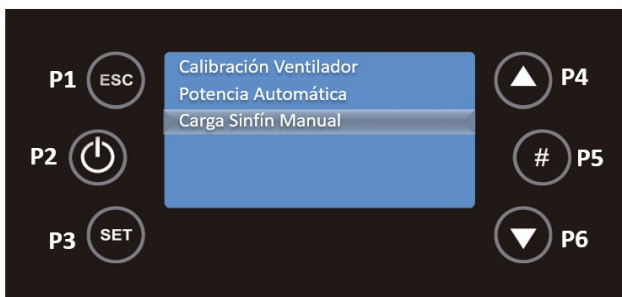 P1 ESC
Calibración Ventilador
Potencia Automática
Carga Sinfín Manual
P4
P2
# P5
P3 SET
P6